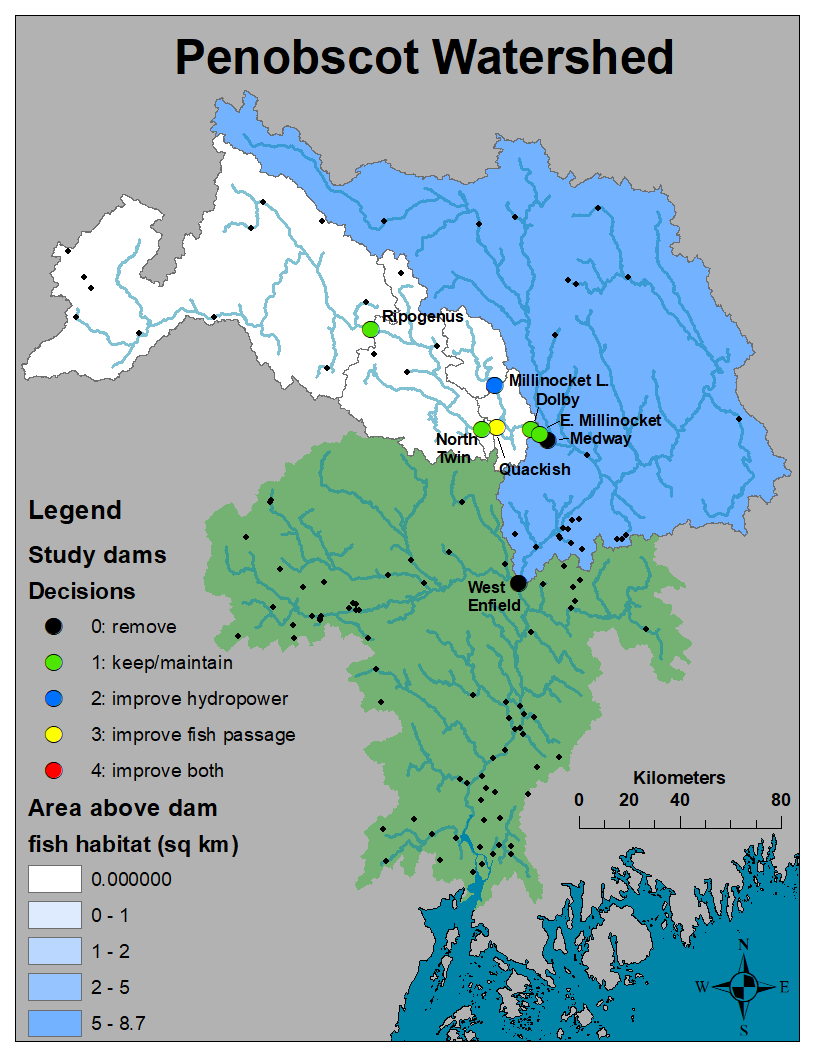 Penobscot Watershed
Ripogenus
Millinocket L.
Dolby
E. Millinocket
Medway
North
Twin
Quackish
West
Enfield
Legend
Study dams
Decisions
0: remove
1: keep/maintain
2: improve hydropower
3: improve fish passage
4: improve both
Area above dam
fish habitat (sq km)
0.000000
0 - 1
1 - 2
2 - 5
5 - 8.7
Kilometers
0 20 40 80
N
W E
S